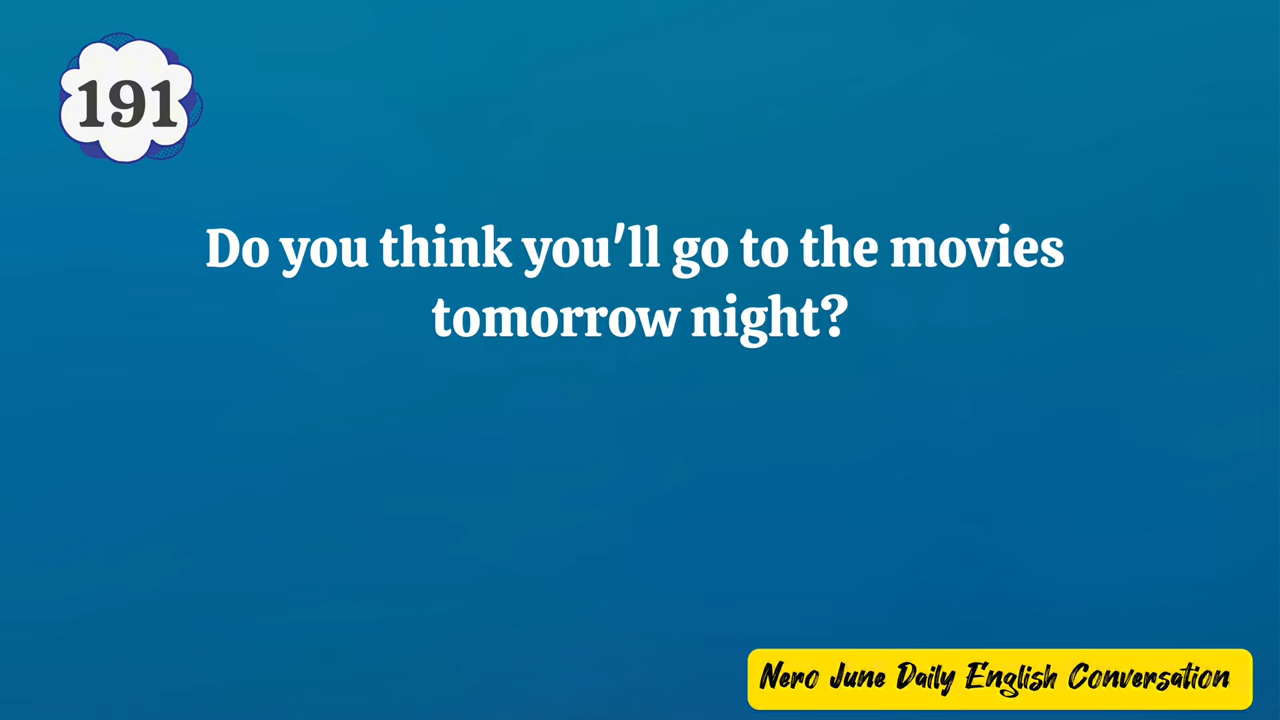 191
Do you think you'll go to the movies
tomorrow night?
Nero June Daily English Conversation